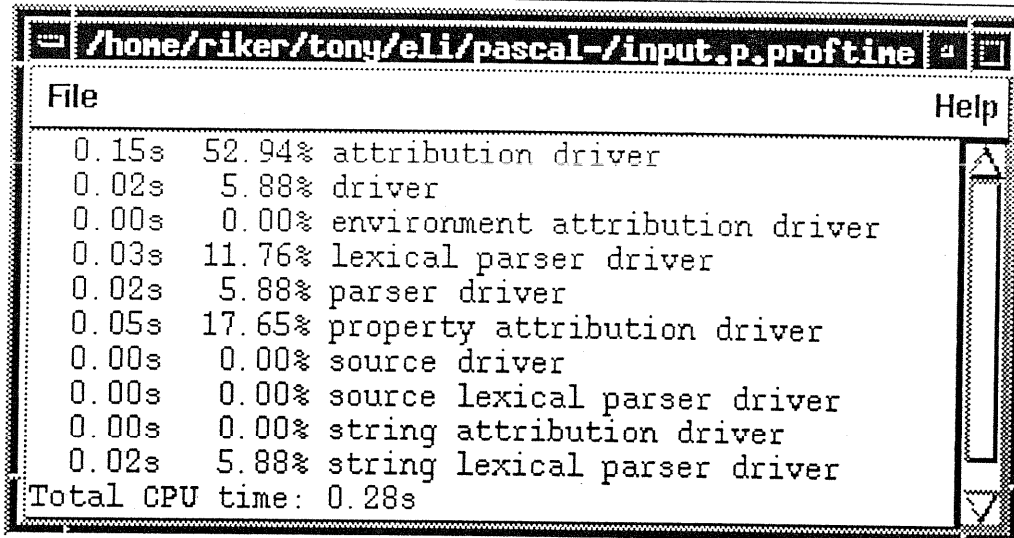 /home/riker/tony/eli/pascal-/input.p.proftime
File Help
0.15s 52.94% attribution driver
0.02s 5.88% driver
0.00s 0.00% environment attribution driver
0.03s 11.76% lexical parser driver
0.02s 5.88% parser driver
0.05s 17.65% property attribution driver
0.00s 0.00% source driver
0.00s 0.00% source lexical parser driver
0.00s 0.00% string attribution driver
0.02s 5.88% string lexical parser driver
Total CPU time: 0.28s